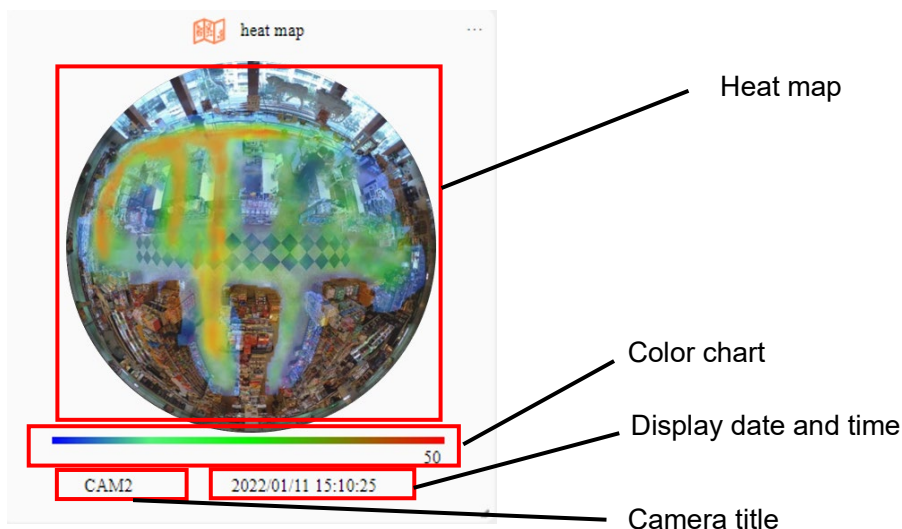 heat map
...
Heat map
Color chart
50
Display date and time
CAM2
2022/01/11 15:10:25
Camera title